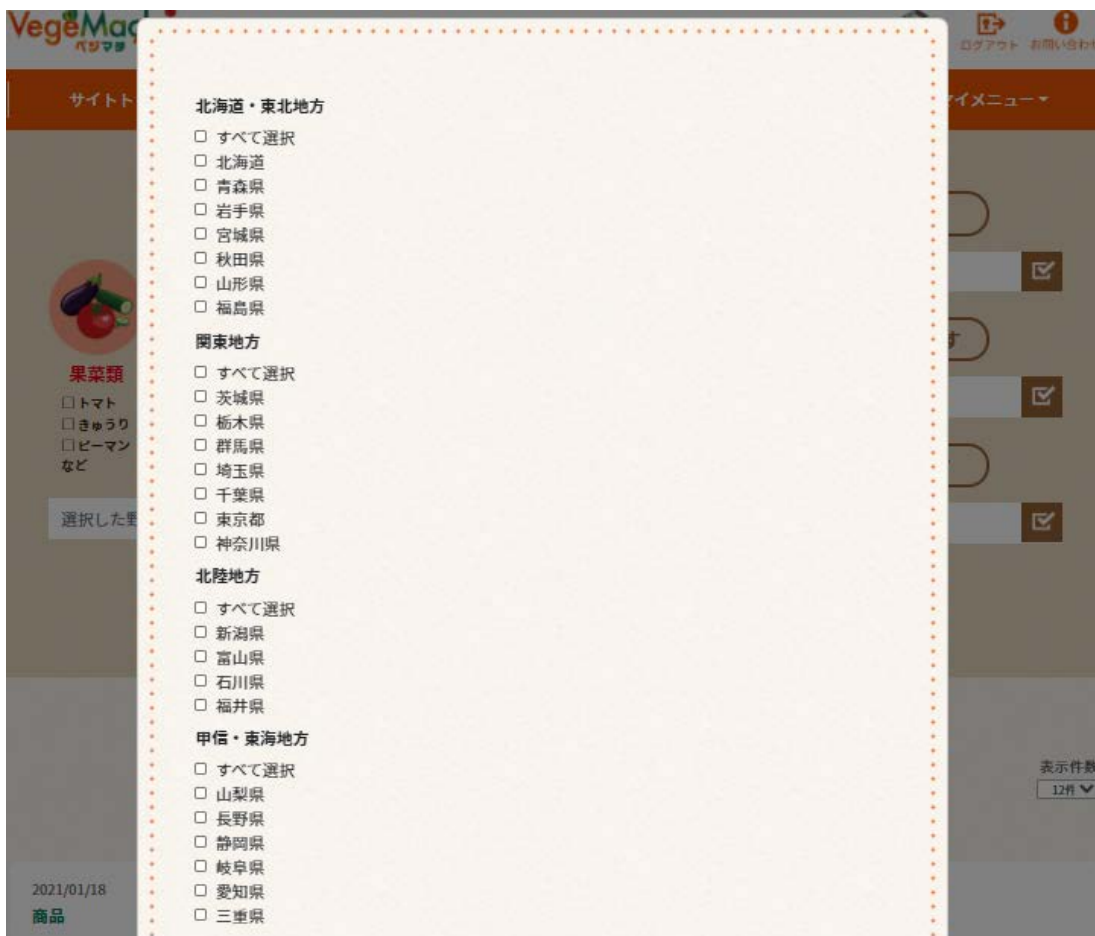 VegeMac
ベジマチ
ログアウト
お問い合わせ
サイトト
マイメニュー
北海道・東北地方
すべて選択
北海道
青森県
岩手県
宮城県
秋田県
山形県
福島県
関東地方
すべて選択
茨城県
栃木県
群馬県
埼玉県
千葉県
東京都
神奈川県
北陸地方
すべて選択
新潟県
富山県
石川県
福井県
甲信・東海地方
すべて選択
山梨県
長野県
静岡県
岐阜県
愛知県
三重県
果菜類
トマト
きゅうり
ピーマン
など
選択した野
す
表示件数
12件
2021/01/18
商品